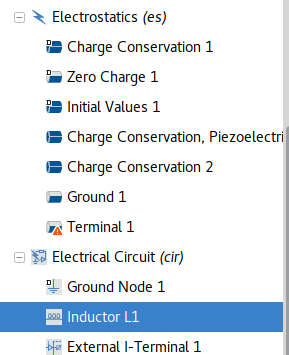 Electrostatics (es)
Charge Conservation 1
Zero Charge 1
Initial Values 1
Charge Conservation, Piezoelectri
Charge Conservation 2
Ground 1
Terminal 1
Electrical Circuit (cir)
Ground Node 1
Inductor L1
External I-Terminal 1